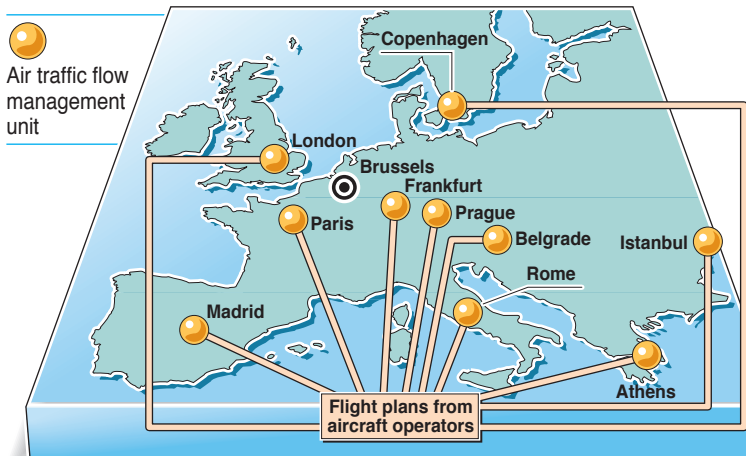 Air traffic flow
management
unit
Copenhagen
London
Brussels
Frankfurt
Paris
Prague
Belgrade
Istanbul
Rome
Madrid
Athens
Flight plans from
aircraft operators